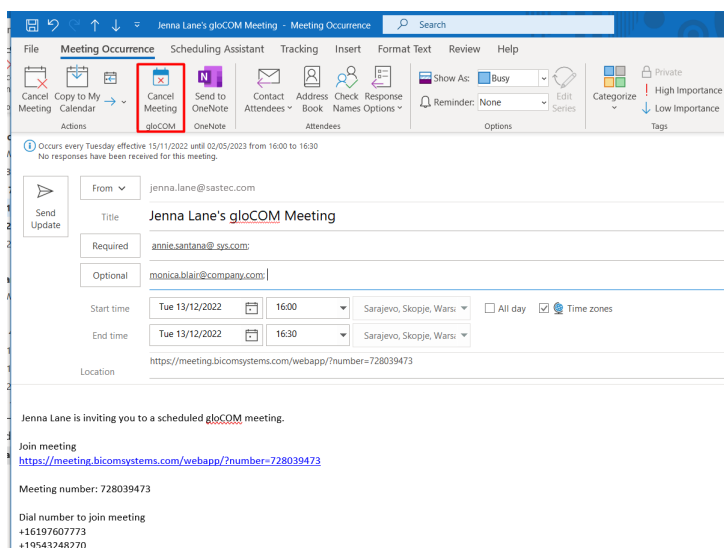 Jenna Lane's gloCOM Meeting - Meeting Occurrence
Search
File Meeting Occurrence Scheduling Assistant Tracking Insert Format Text Review Help
Cancel Meeting
Copy to My Calendar
Cancel Meeting
Send to OneNote
Contact Attendees
Address Book
Check Names
Response Options
Show As: Busy
Reminder: None
Edit Series
Categorize
Private
High Importance
Low Importance
Actions gloCOM OneNote Attendees Options Tags
Occurs every Tuesday effective 15/11/2022 until 02/05/2023 from 16:00 to 16:30
No responses have been received for this meeting.
Send Update
From jenna.lane@sastec.com
Title Jenna Lane's gloCOM Meeting
Required annie.santana@ sys.com;
Optional monica.blair@company.com;
Start time Tue 13/12/2022 16:00 Sarajevo, Skopje, Warsa All day Time zones
End time Tue 13/12/2022 16:30 Sarajevo, Skopje, Warsa
Location https://meeting.bicomsystems.com/webapp/?number=728039473
Jenna Lane is inviting you to a scheduled gloCOM meeting.
Join meeting
https://meeting.bicomsystems.com/webapp/?number=728039473
Meeting number: 728039473
Dial number to join meeting
+16197607773
+19543248270